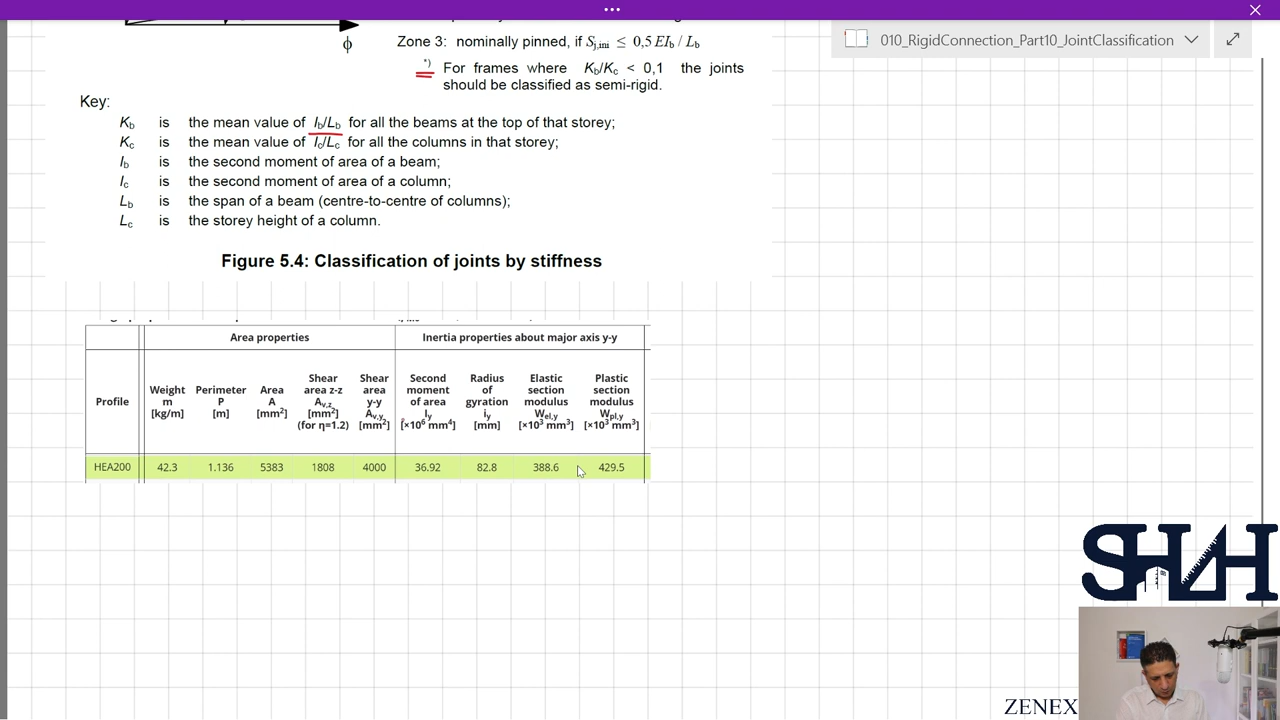 010_RigidConnection_Part10_JointClassification
ϕ
Zone 3: nominally pinned, if Sj,ini ≤ 0,5 EIb / Lb
*) For frames where Kb/Kc < 0,1 the joints
should be classified as semi-rigid.
Key:
Kb is the mean value of Ib/Lb for all the beams at the top of that storey;
Kc is the mean value of Ic/Lc for all the columns in that storey;
Ib is the second moment of area of a beam;
Ic is the second moment of area of a column;
Lb is the span of a beam (centre-to-centre of columns);
Lc is the storey height of a column.
Figure 5.4: Classification of joints by stiffness
Area properties Inertia properties about major axis y-y
Profile
Weight
m
[kg/m]
Perimeter
P
[m]
Area
A
[mm²]
Shear
area z-z
Av,z
[mm²]
(for η=1.2)
Shear
area
y-y
Av,y
[mm²]
Second
moment
of area
Iy
[×10⁶ mm⁴]
Radius
of
gyration
iy
[mm]
Elastic
section
modulus
Wel,y
[×10³ mm³]
Plastic
section
modulus
Wpl,y
[×10³ mm³]
HEA200 42.3 1.136 5383 1808 4000 36.92 82.8 388.6 429.5
ZENEX